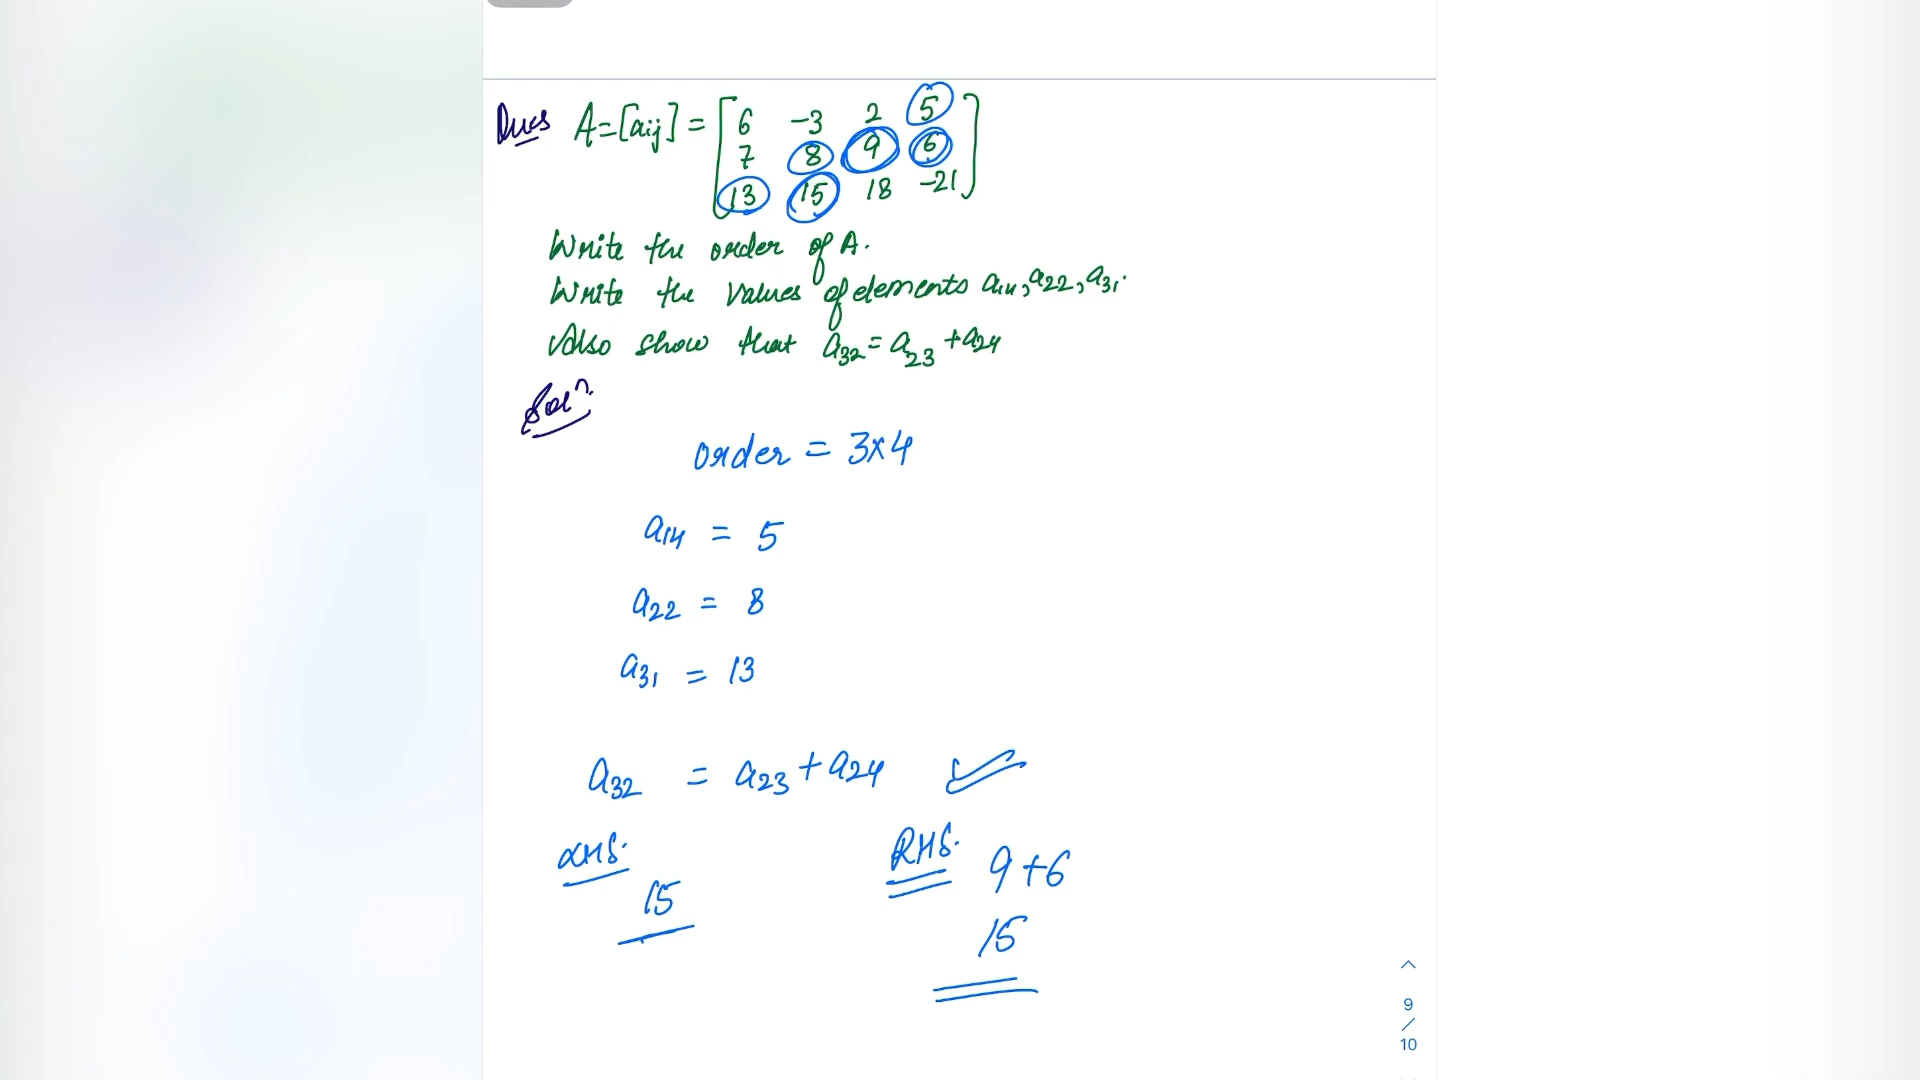 Ques A=[aij] = [6 -3 2 5
7 8 9 6
13 15 18 -21]
Write the order of A.
Write the values of elements a14, a22, a31.
Also show that a32 = a23 + a24
Soln.
order = 3x4
a14 = 5
a22 = 8
a31 = 13
a32 = a23 + a24
LHS. RHS. 9+6
15
15
9
/
10